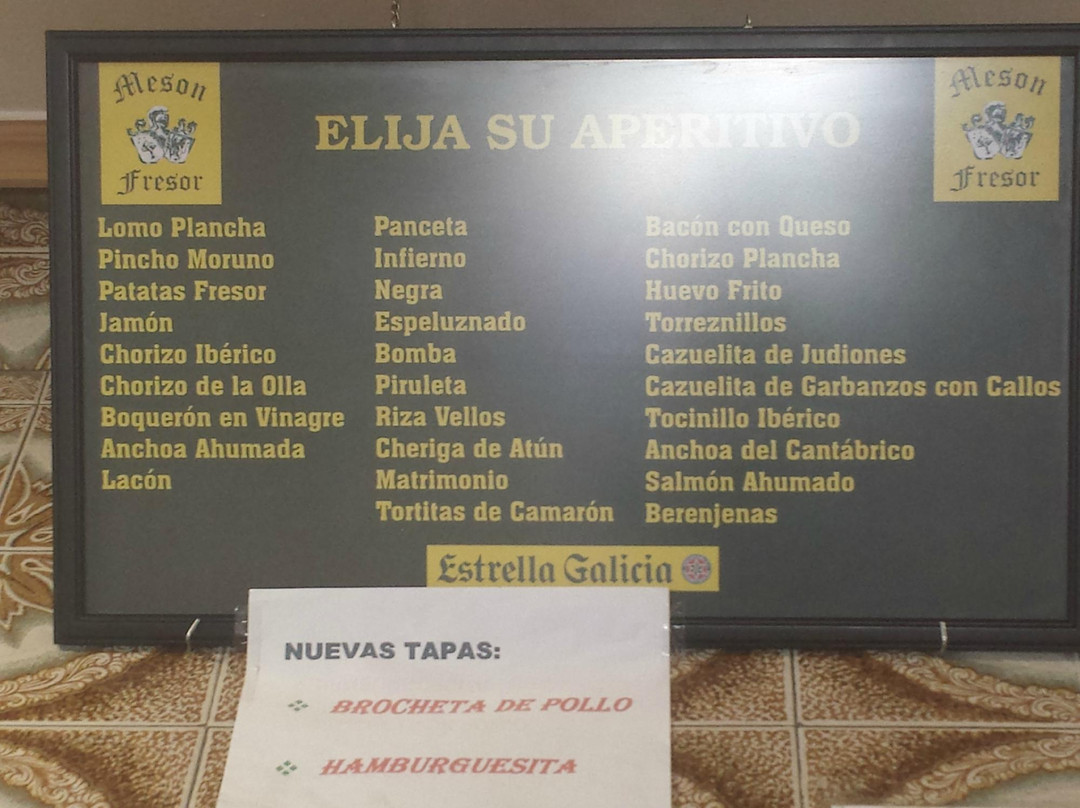 Meson
Fresor
ELIJA SU APERITIVO
Meson
Fresor
Lomo Plancha
Pincho Moruno
Patatas Fresor
Jamón
Chorizo Ibérico
Chorizo de la Olla
Boquerón en Vinagre
Anchoa Ahumada
Lacón
Panceta
Infierno
Negra
Espeluznado
Bomba
Piruleta
Riza Vellos
Cheriga de Atún
Matrimonio
Tortitas de Camarón
Bacón con Queso
Chorizo Plancha
Huevo Frito
Torreznillos
Cazuelita de Judiones
Cazuelita de Garbanzos con Callos
Tocinillo Ibérico
Anchoa del Cantábrico
Salmón Ahumado
Berenjenas
Estrella Galicia
NUEVAS TAPAS:
BROCHETA DE POLLO
HAMBURGUESITA